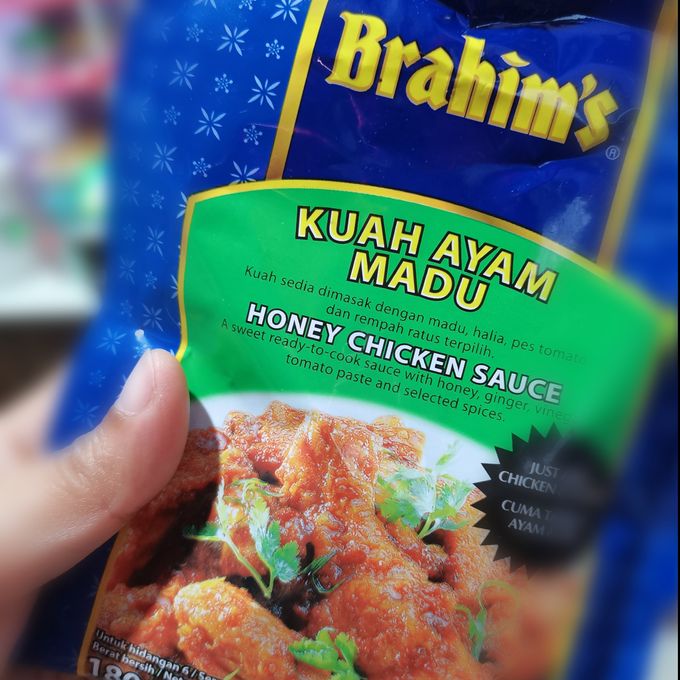 Brahim's
®
KUAH AYAM
MADU
Kuah sedia dimasak dengan madu, halia, pes tomato
dan rempah ratus terpilih.
HONEY CHICKEN SAUCE
A sweet ready-to-cook sauce with honey, ginger,
tomato paste and selected spices.
JUST
CHICKEN
CUMA
AYAM
Untuk hidangan 6 /
Berat bersih / Net
180